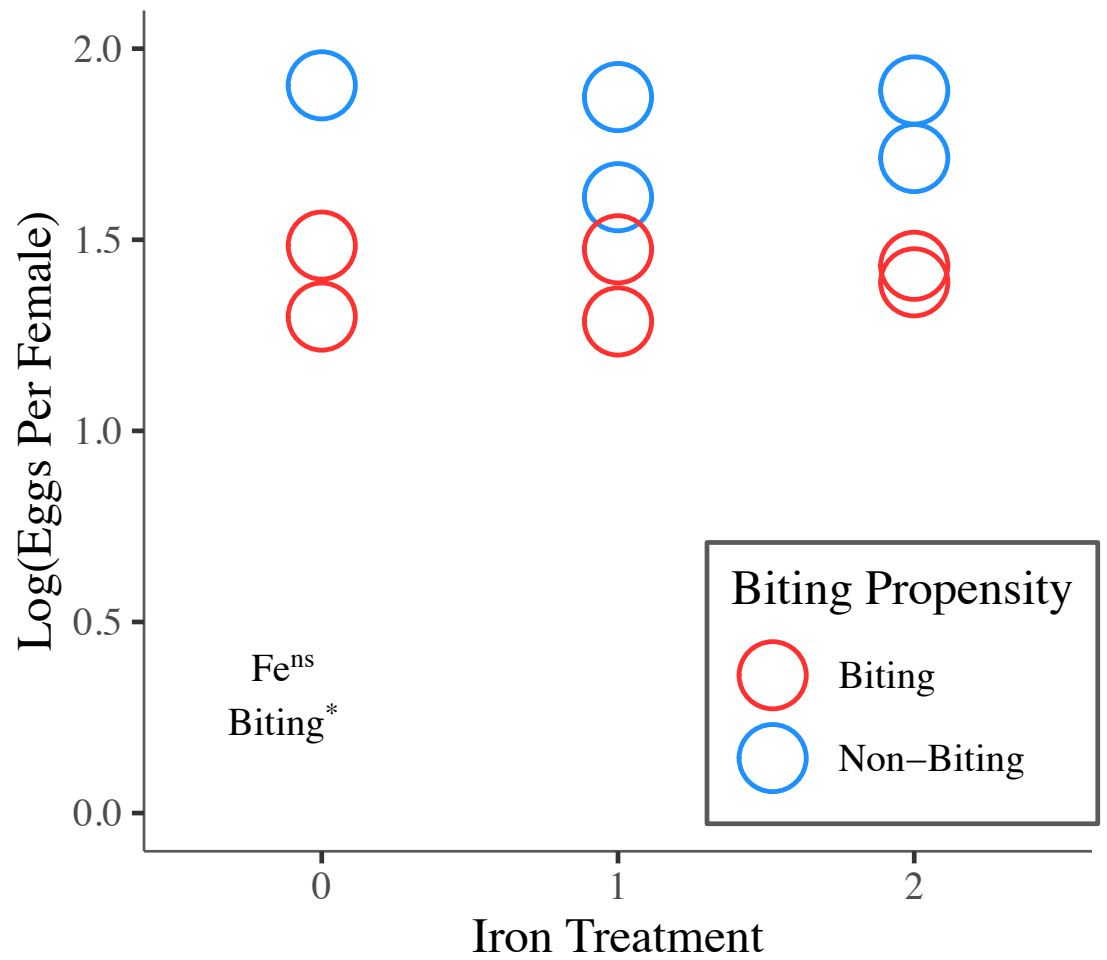 Log(Eggs Per Female)
2.0
1.5
1.0
0.5
0.0
Fe^ns
Biting^*
Biting Propensity
Biting
Non−Biting
0 1 2
Iron Treatment